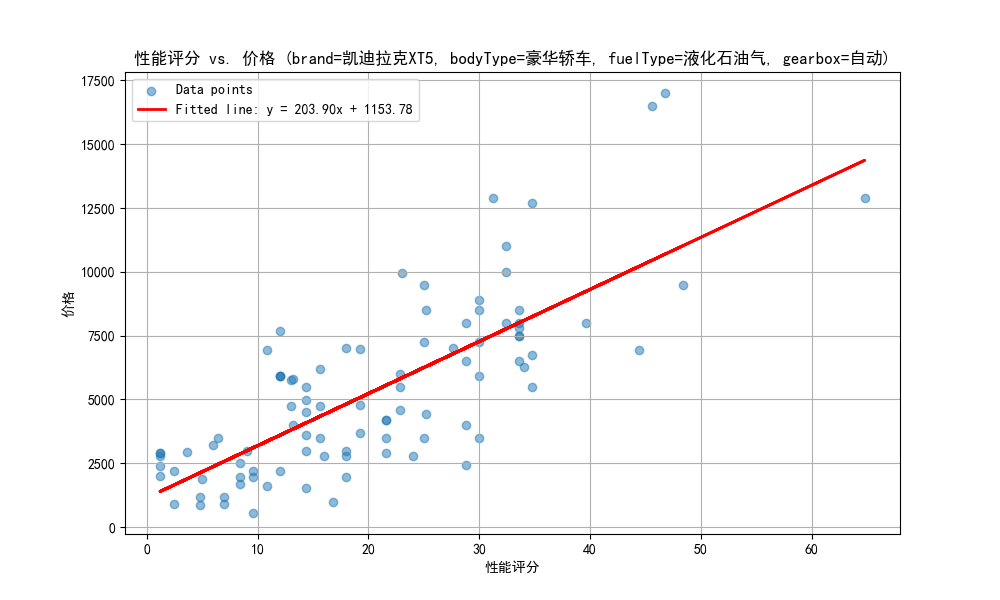 性能评分 vs. 价格 (brand=凯迪拉克XT5, bodyType=豪华轿车, fuelType=液化石油气, gearbox=自动)
Data points
Fitted line: y = 203.90x + 1153.78
17500
15000
12500
10000
7500
5000
2500
0
价格
0 10 20 30 40 50 60
性能评分